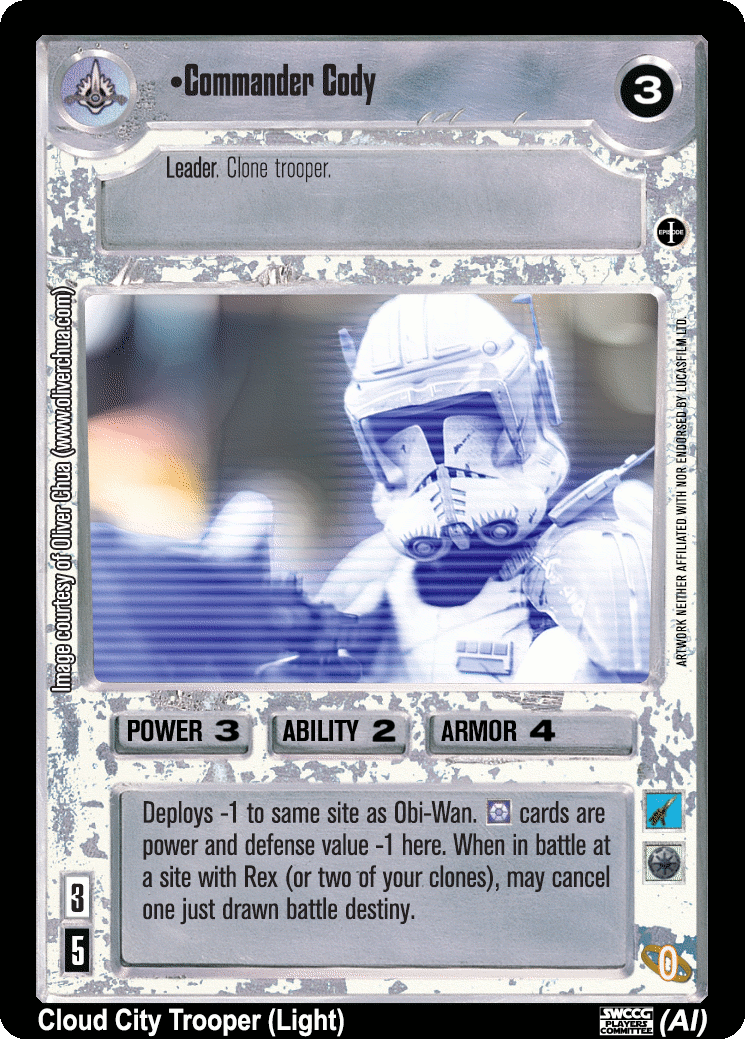 •Commander Cody
3
Leader. Clone trooper.
EPISODE
I
Image courtesy of Oliver Chua (www.oliverchua.com)
ARTWORK NEITHER AFFILIATED WITH NOR ENDORSED BY LUCASFILM LTD.
POWER 3
ABILITY 2
ARMOR 4
Deploys -1 to same site as Obi-Wan. cards are
power and defense value -1 here. When in battle at
a site with Rex (or two of your clones), may cancel
one just drawn battle destiny.
3
5
0
Cloud City Trooper (Light)
SWCCG
PLAYERS
COMMITTEE
(AI)